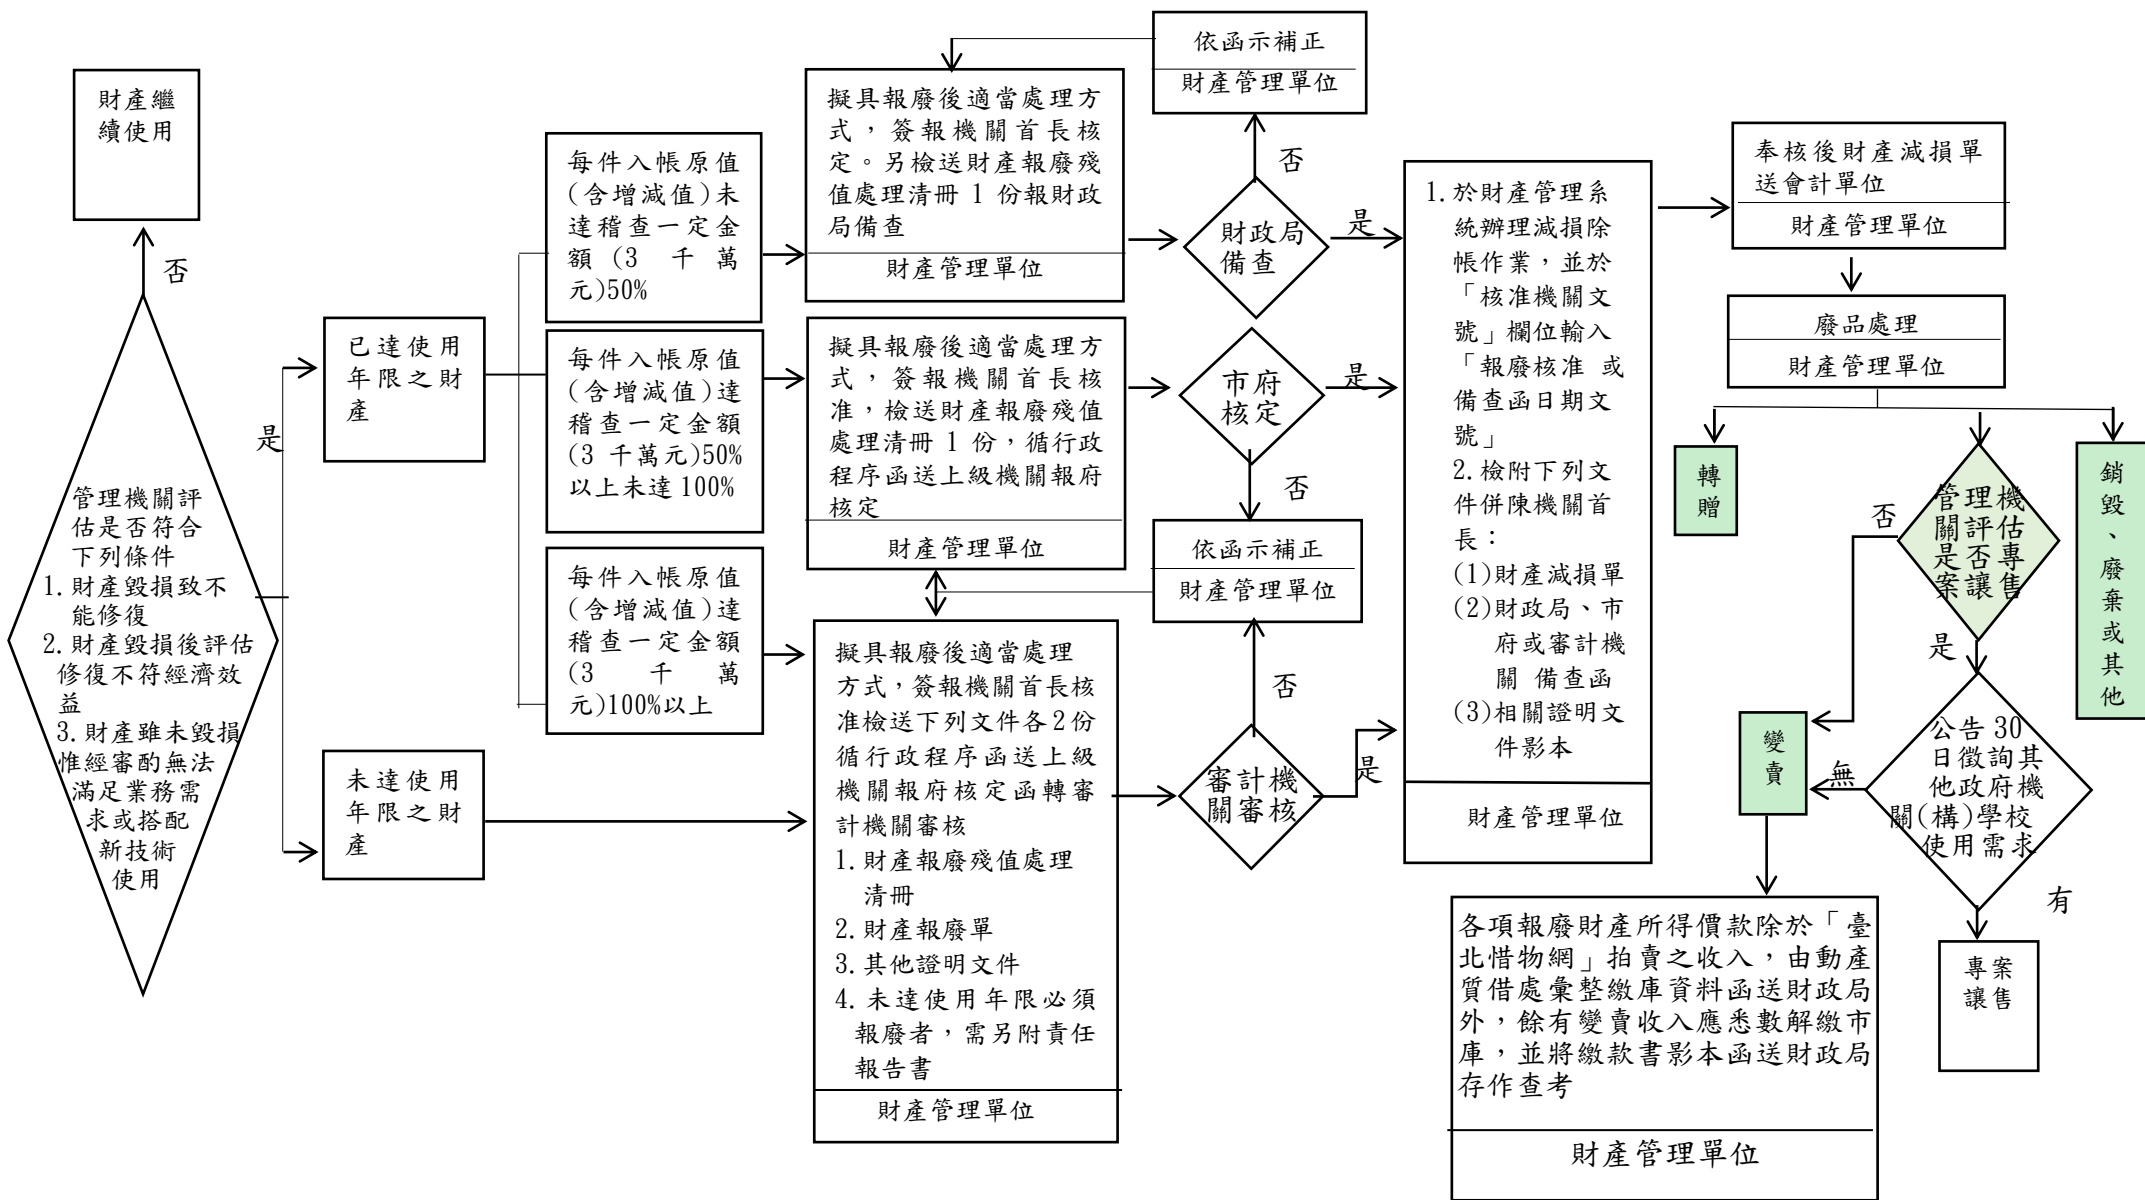 財產繼
續使用
否
管理機關評
估是否符合
下列條件
1.財產毀損致不
能修復
2.財產毀損後評估
修復不符經濟效
益
3.財產雖未毀損
惟經審酌無法
滿足業務需
求或搭配
新技術
使用
是
已達使用
年限之財
產
未達使用
年限之財
產
每件入帳原值
(含增減值)未
達稽查一定金
額(3 千萬
元)50%
每件入帳原值
(含增減值)達
稽查一定金額
(3 千萬元)50%
以上未達 100%
每件入帳原值
(含增減值)達
稽查一定金額
(3 千萬
元)100%以上
擬具報廢後適當處理方
式，簽報機關首長核
定。另檢送財產報廢殘
值處理清冊 1 份報財政
局備查
財產管理單位
擬具報廢後適當處理方
式，簽報機關首長核
准，檢送財產報廢殘值
處理清冊 1 份，循行政
程序函送上級機關報府
核定
財產管理單位
擬具報廢後適當處理
方式，簽報機關首長核
准檢送下列文件各2份
循行政程序函送上級
機關報府核定函轉審
計機關審核
1.財產報廢殘值處理
清冊
2.財產報廢單
3.其他證明文件
4.未達使用年限必須
報廢者，需另附責任
報告書
財產管理單位
依函示補正
財產管理單位
否
財政局
備查
是
市府
核定
是
否
依函示補正
財產管理單位
否
審計機
關審核
是
1.於財產管理系
統辦理減損除
帳作業，並於
「核准機關文
號」欄位輸入
「報廢核准 或
備查函日期文
號」
2.檢附下列文
件併陳機關首
長：
(1)財產減損單
(2)財政局、市
府或審計機
關 備查函
(3)相關證明文
件影本
財產管理單位
奉核後財產減損單
送會計單位
財產管理單位
廢品處理
財產管理單位
轉
贈
管理機
關評估
是否專
案讓售
否
是
銷
毀
、
廢
棄
或
其
他
變
賣
無
公告 30
日徵詢其
他政府機
關(構)學校
使用需求
有
專案
讓售
各項報廢財產所得價款除於「臺
北惜物網」拍賣之收入，由動產
質借處彙整繳庫資料函送財政局
外，餘有變賣收入應悉數解繳市
庫，並將繳款書影本函送財政局
存作查考
財產管理單位